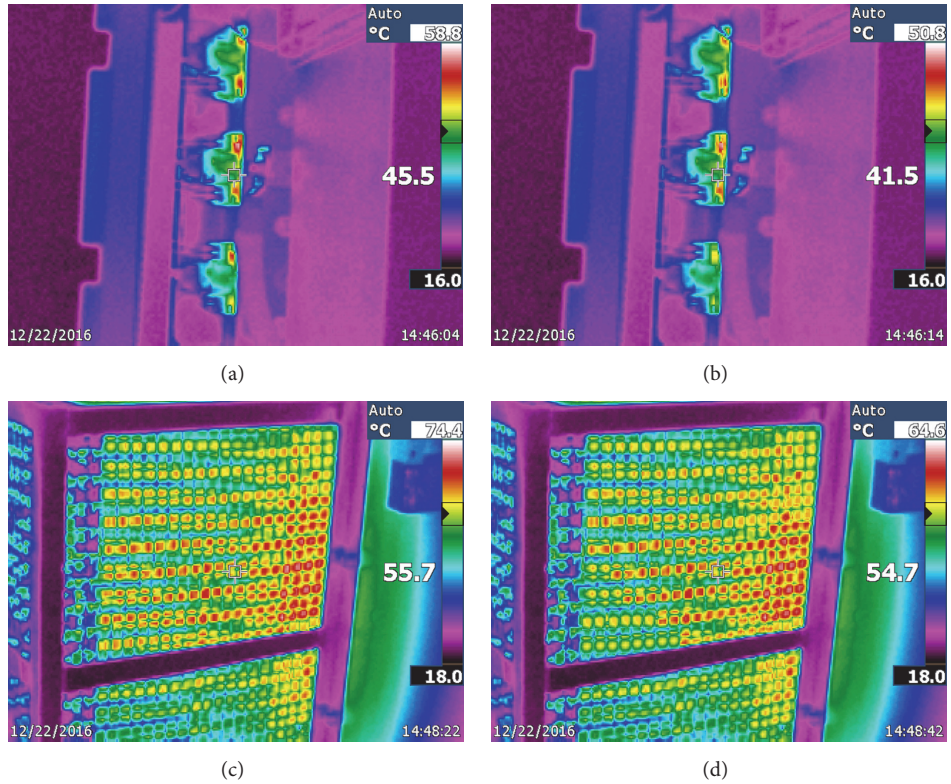 Auto
°C 58.8
45.5
16.0
12/22/2016 14:46:04
(a)
Auto
°C 50.8
41.5
16.0
12/22/2016 14:46:14
(b)
Auto
°C 74.4
55.7
18.0
12/22/2016 14:48:22
(c)
Auto
°C 64.6
54.7
18.0
12/22/2016 14:48:42
(d)